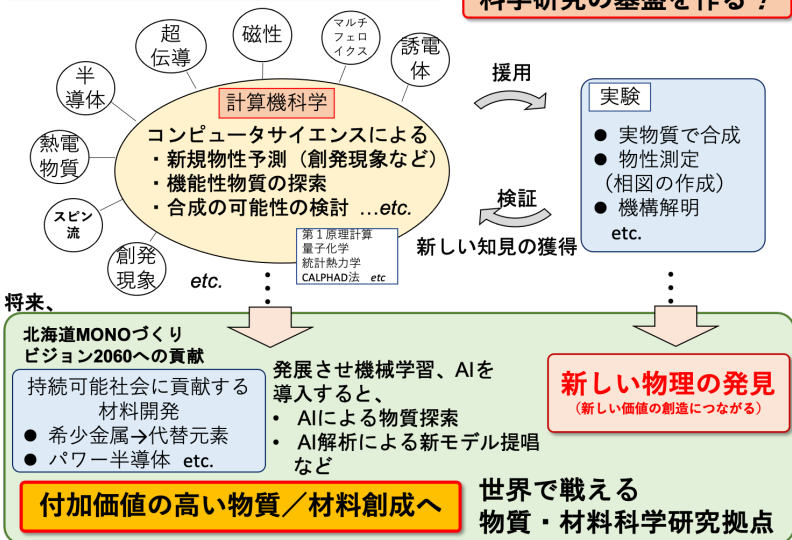 科学研究の基盤を作る？
超
伝導
磁性
マルチ
フェロ
イクス
誘電
体
半
導体
熱電
物質
スピン
流
創発
現象
etc.
計算機科学
コンピュータサイエンスによる
・新規物性予測（創発現象など）
・機能性物質の探索
・合成の可能性の検討 …etc.
第１原理計算
量子化学
統計熱力学
CALPHAD法 etc
援用
検証
新しい知見の獲得
実験
● 実物質で合成
● 物性測定
（相図の作成）
● 機構解明
etc.
将来、
北海道MONOづくり
ビジョン2060への貢献
持続可能社会に貢献する
材料開発
● 希少金属→代替元素
● パワー半導体 etc.
発展させ機械学習、AIを
導入すると、
• AIによる物質探索
• AI解析による新モデル提唱
など
新しい物理の発見
（新しい価値の創造につながる）
付加価値の高い物質／材料創成へ
世界で戦える
物質・材料科学研究拠点